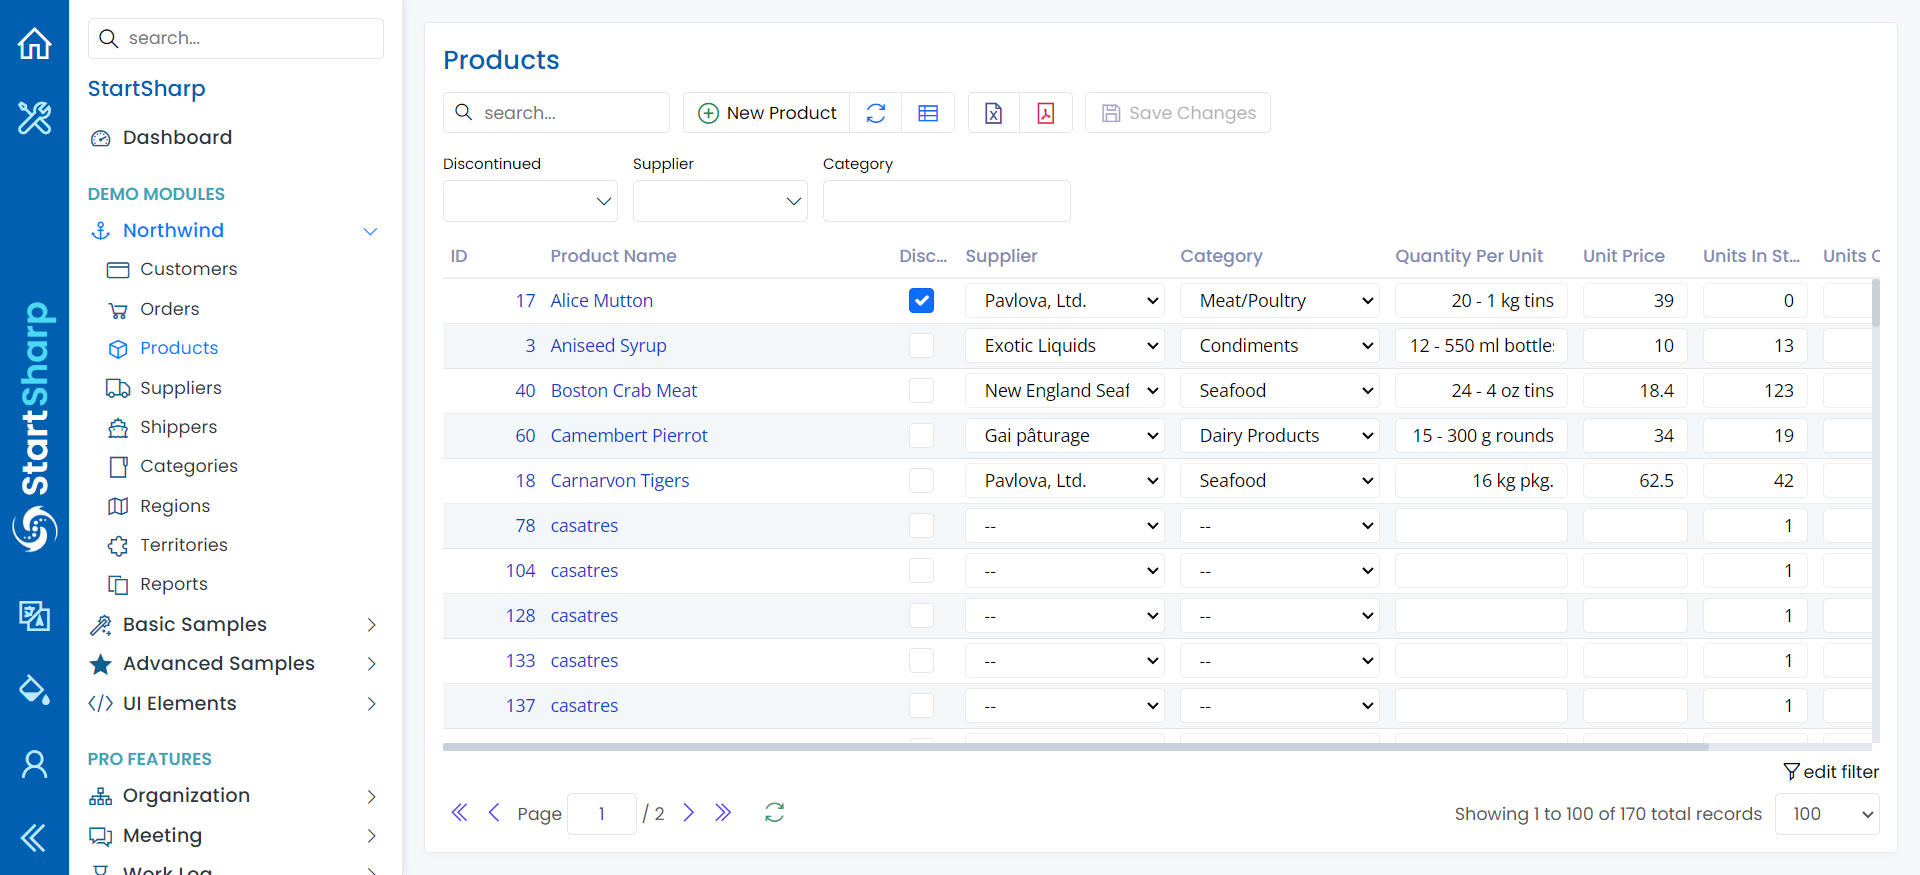 search...
StartSharp
Dashboard
DEMO MODULES
Northwind
Customers
Orders
Products
Suppliers
Shippers
Categories
Regions
Territories
Reports
Basic Samples
Advanced Samples
UI Elements
PRO FEATURES
Organization
Meeting
Work Log
StartSharp
Products
search...
New Product
Save Changes
Discontinued Supplier Category
ID Product Name Disc... Supplier Category Quantity Per Unit Unit Price Units In St... Units
17 Alice Mutton Pavlova, Ltd. Meat/Poultry 20 - 1 kg tins 39 0
3 Aniseed Syrup Exotic Liquids Condiments 12 - 550 ml bottles 10 13
40 Boston Crab Meat New England Seaf Seafood 24 - 4 oz tins 18.4 123
60 Camembert Pierrot Gai pâturage Dairy Products 15 - 300 g rounds 34 19
18 Carnarvon Tigers Pavlova, Ltd. Seafood 16 kg pkg. 62.5 42
78 casatres -- -- 1
104 casatres -- -- 1
128 casatres -- -- 1
133 casatres -- -- 1
137 casatres -- -- 1
edit filter
Page 1 / 2
Showing 1 to 100 of 170 total records 100